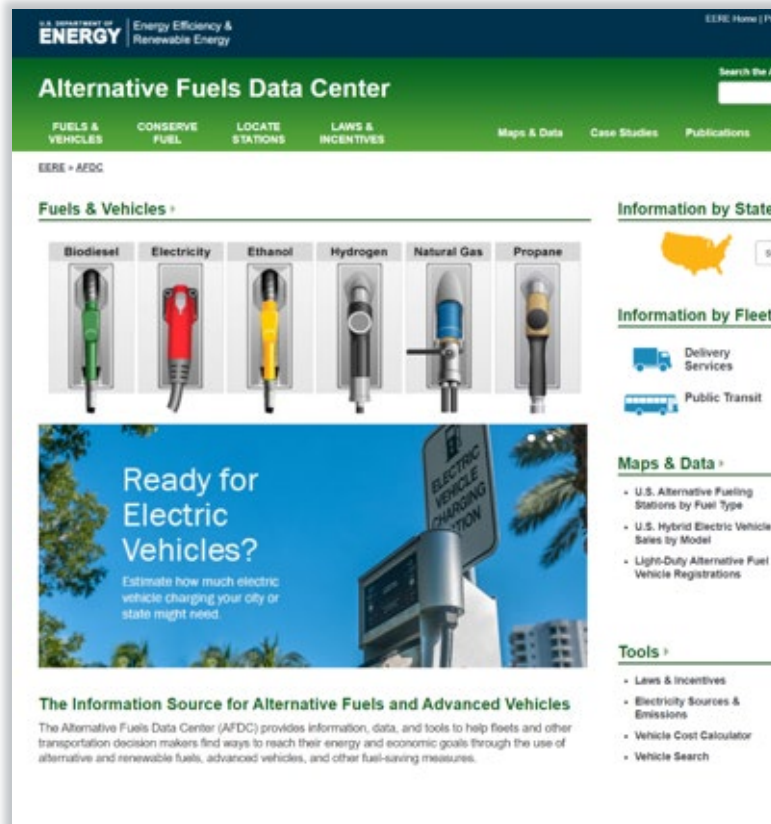 U.S. DEPARTMENT OF
ENERGY
Energy Efficiency &
Renewable Energy
EERE Home |
Alternative Fuels Data Center
Search the
FUELS &
VEHICLES
CONSERVE
FUEL
LOCATE
STATIONS
LAWS &
INCENTIVES
Maps & Data
Case Studies
Publications
EERE » AFDC
Fuels & Vehicles
Biodiesel
Electricity
Ethanol
Hydrogen
Natural Gas
Propane
Ready for
Electric
Vehicles?
Estimate how much electric
vehicle charging your city or
state might need.
ELECTRIC
VEHICLE
CHARGING
The Information Source for Alternative Fuels and Advanced Vehicles
The Alternative Fuels Data Center (AFDC) provides information, data, and tools to help fleets and other
transportation decision makers find ways to reach their energy and economic goals through the use of
alternative and renewable fuels, advanced vehicles, and other fuel-saving measures.
Information by State
Information by Fleet
Delivery
Services
Public Transit
Maps & Data
• U.S. Alternative Fueling
Stations by Fuel Type
• U.S. Hybrid Electric Vehicle
Sales by Model
• Light-Duty Alternative Fuel
Vehicle Registrations
Tools
• Laws & Incentives
• Electricity Sources &
Emissions
• Vehicle Cost Calculator
• Vehicle Search